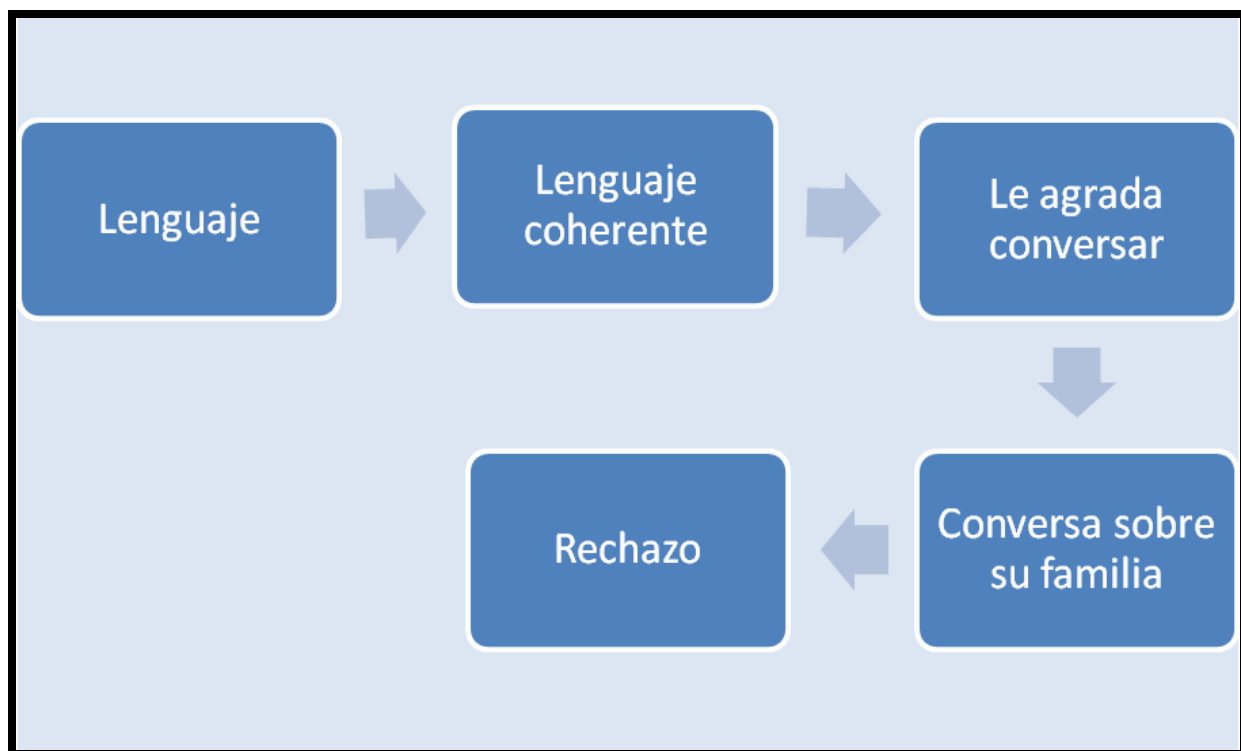 Lenguaje
Lenguaje
coherente
Le agrada
conversar
Conversa sobre
su familia
Rechazo